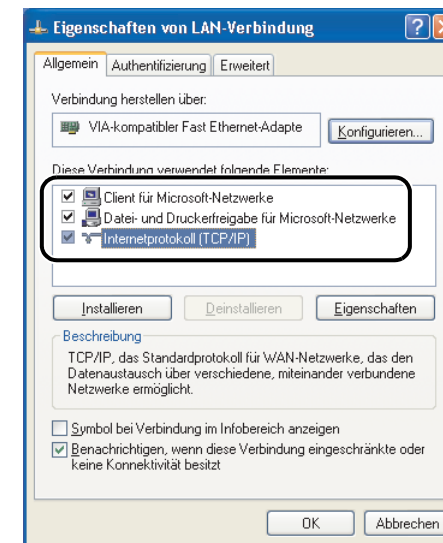 Eigenschaften von LAN-Verbindung
Allgemein Authentifizierung Erweitert
Verbindung herstellen über:
VIA-kompatibler Fast Ethernet-Adapte Konfigurieren...
Diese Verbindung verwendet folgende Elemente:
Client für Microsoft-Netzwerke
Datei- und Druckerfreigabe für Microsoft-Netzwerke
Internetprotokoll (TCP/IP)
Installieren Deinstallieren Eigenschaften
Beschreibung
TCP/IP, das Standardprotokoll für WAN-Netzwerke, das den
Datenaustausch über verschiedene, miteinander verbundene
Netzwerke ermöglicht.
Symbol bei Verbindung im Infobereich anzeigen
Benachrichtigen, wenn diese Verbindung eingeschränkte oder
keine Konnektivität besitzt
OK Abbrechen